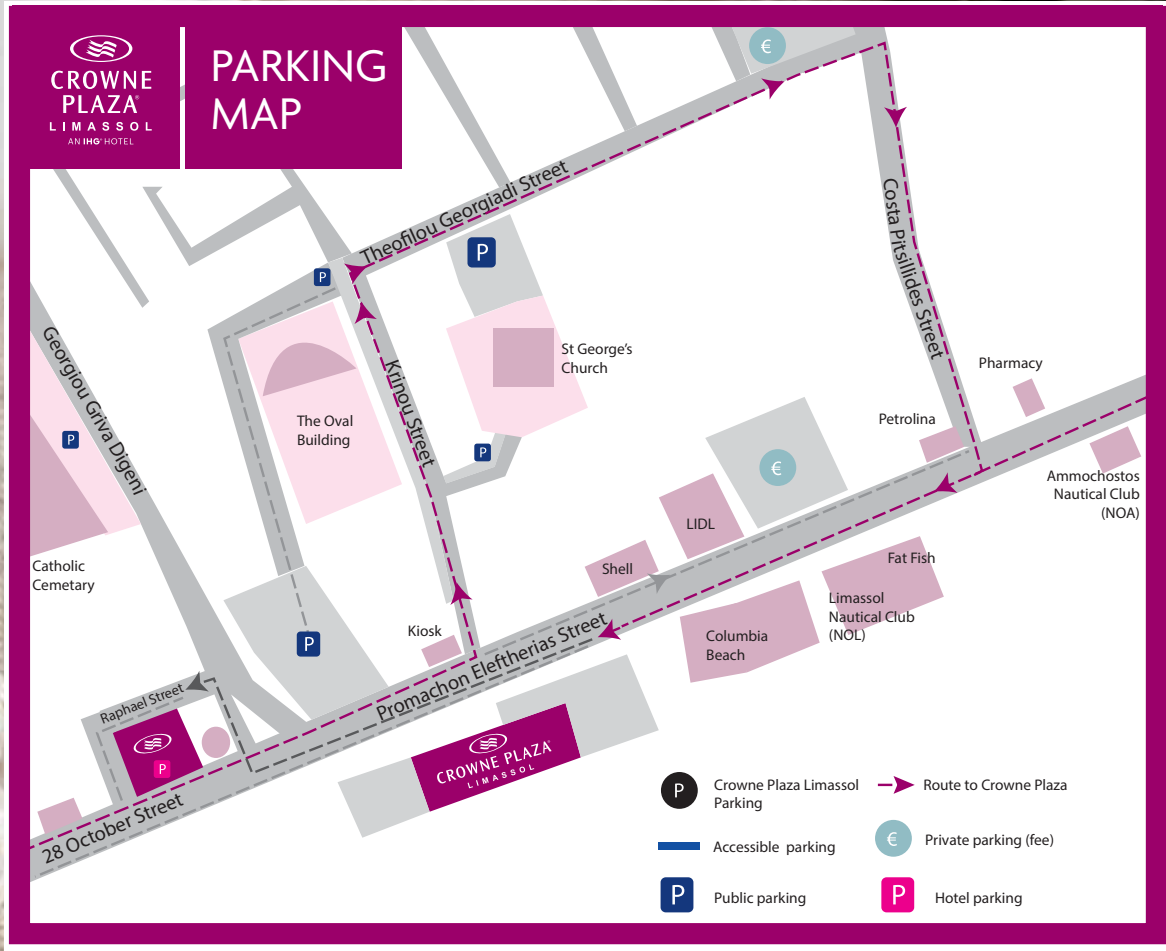 CROWNE
PLAZA®
LIMASSOL
AN IHG® HOTEL
PARKING
MAP
€
Theofilou Georgiadi Street
P
P
Costa Pitsillides Street
Georgiou Griva Digeni
Krinou Street
St George's
Church
Pharmacy
The Oval
Building
Petrolina
P
P
€
Ammochostos
Nautical Club
(NOA)
LIDL
Catholic
Cemetary
Shell
Fat Fish
Limassol
Nautical Club
(NOL)
Kiosk
P
Columbia
Beach
Promachon Eleftherias Street
Raphael Street
P
CROWNE PLAZA®
LIMASSOL
28 October Street
P
Crowne Plaza Limassol
Parking
Route to Crowne Plaza
Accessible parking
€
Private parking (fee)
P
Public parking
P
Hotel parking